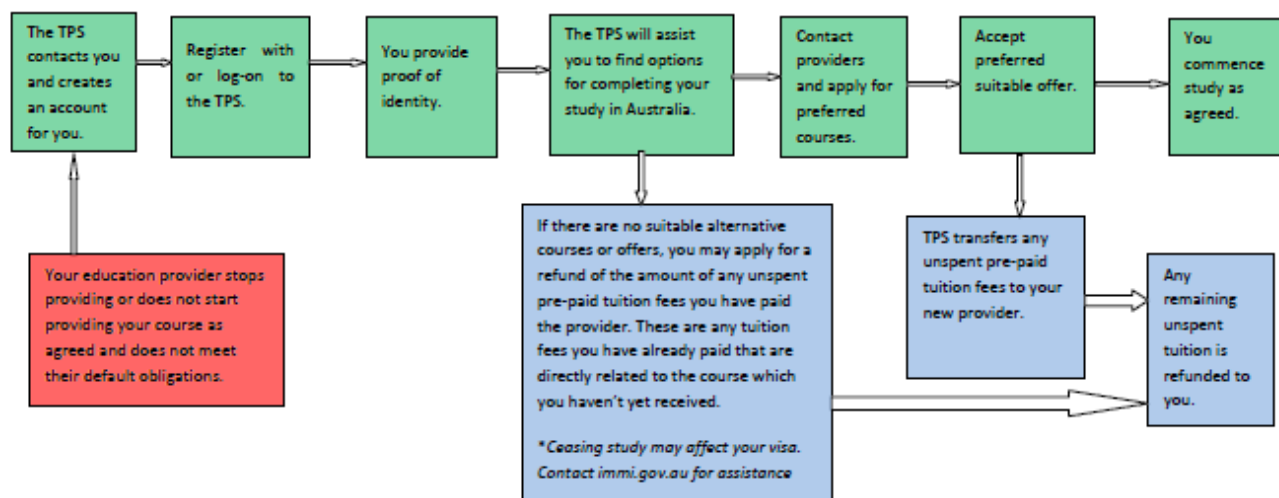 The TPS
contacts you
and creates
an account
for you.
Register with
or log-on to
the TPS.
You provide
proof of
identity.
The TPS will assist
you to find options
for completing your
study in Australia.
Contact
providers
and apply for
preferred
courses.
Accept
preferred
suitable offer.
You
commence
study as
agreed.
Your education provider stops
providing or does not start
providing your course as
agreed and does not meet
their default obligations.
If there are no suitable alternative
courses or offers, you may apply for a
refund of the amount of any unspent
pre-paid tuition fees you have paid
the provider. These are any tuition
fees you have already paid that are
directly related to the course which
you haven't yet received.
*Ceasing study may affect your visa.
Contact immi.gov.au for assistance
TPS transfers any
unspent pre-paid
tuition fees to your
new provider.
Any
remaining
unspent
tuition is
refunded to
you.